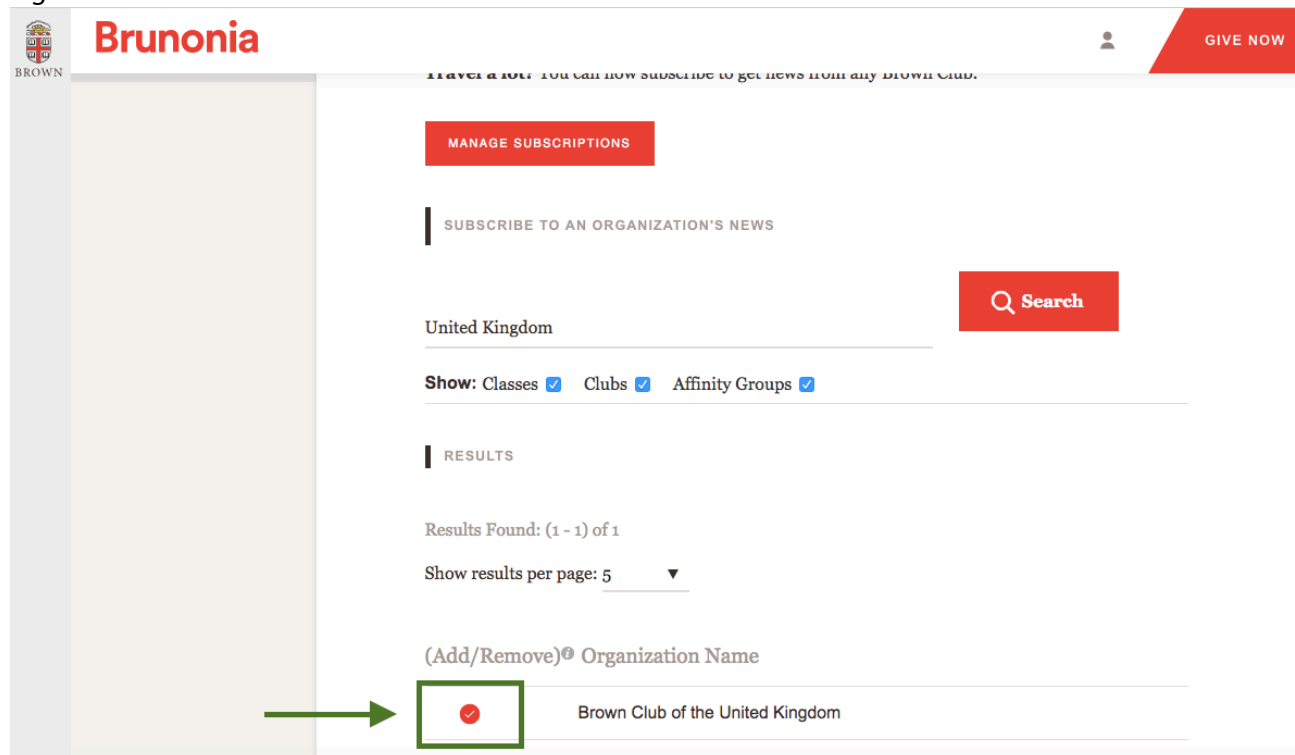 BROWN
Brunonia
GIVE NOW
Travel a lot? You can now subscribe to get news from any Brown Club.
MANAGE SUBSCRIPTIONS
SUBSCRIBE TO AN ORGANIZATION'S NEWS
Search
United Kingdom
Show: Classes Clubs Affinity Groups
RESULTS
Results Found: (1 - 1) of 1
Show results per page: 5
(Add/Remove) Organization Name
Brown Club of the United Kingdom